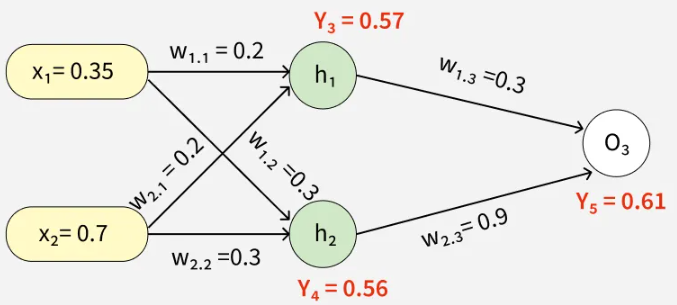 Y₃ = 0.57
x₁= 0.35
w₁.₁ = 0.2
h₁
w₁.₃ =0.3
w₂.₁ = 0.2
w₁.₂ =0.3
O₃
Y₅ = 0.61
x₂= 0.7
w₂.₂ =0.3
h₂
w₂.₃= 0.9
Y₄ = 0.56